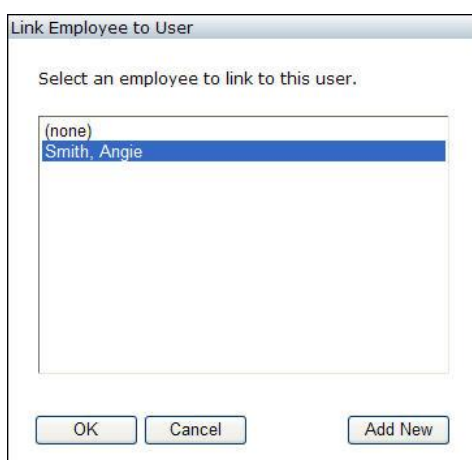 Link Employee to User
Select an employee to link to this user.
(none)
Smith, Angie
OK Cancel Add New